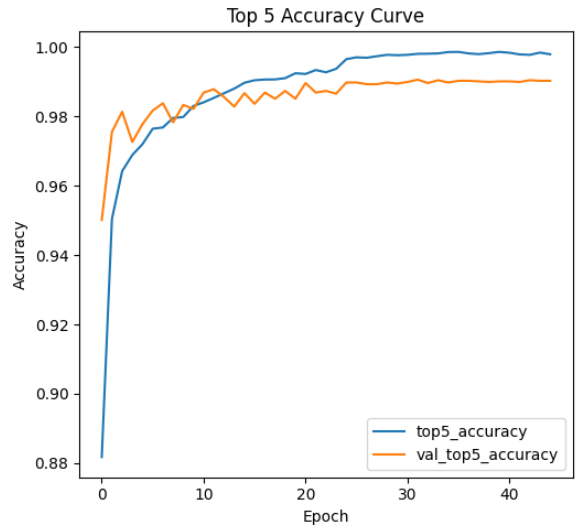 Top 5 Accuracy Curve
1.00
0.98
0.96
0.94
0.92
0.90
0.88
Accuracy
0 10 20 30 40
Epoch
top5_accuracy
val_top5_accuracy